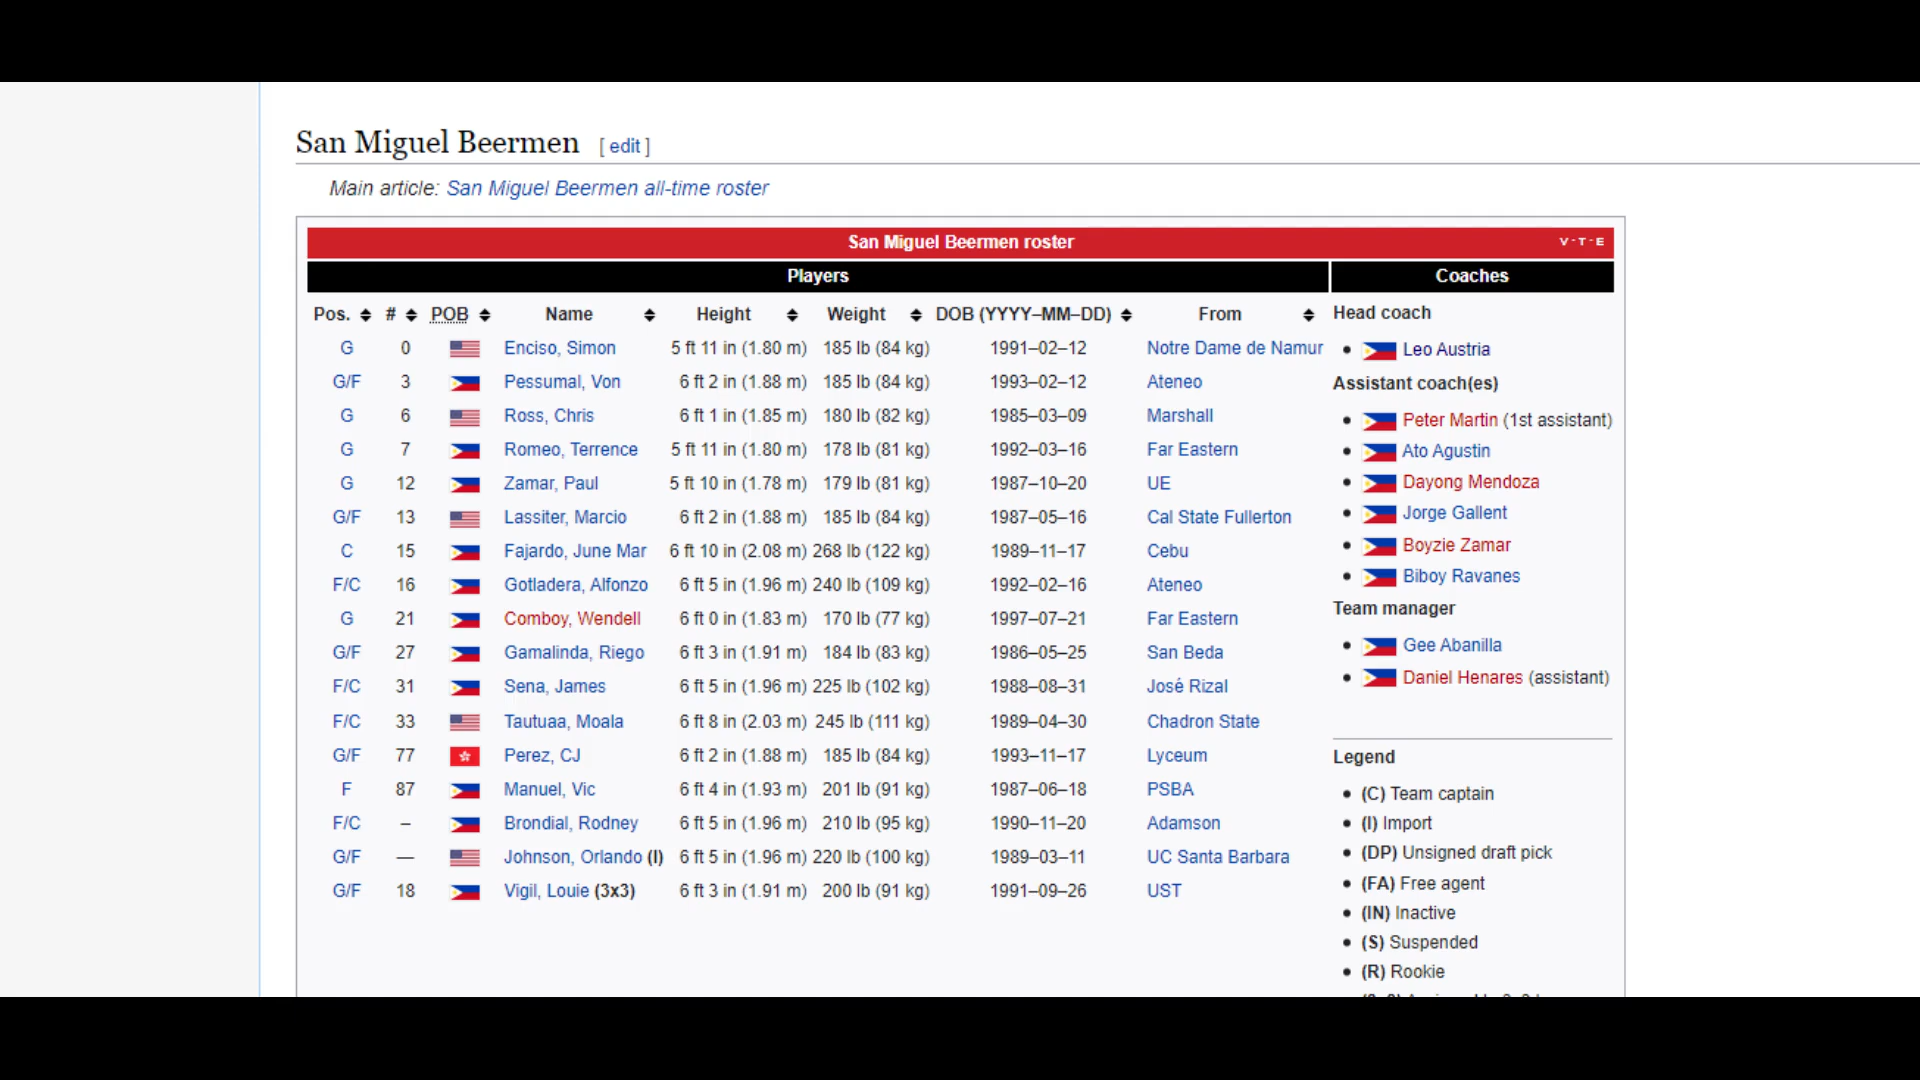 San Miguel Beermen [ edit ]
Main article: San Miguel Beermen all-time roster
San Miguel Beermen roster V·T·E
Players Coaches
Pos. # POB Name Height Weight DOB (YYYY–MM–DD) From
G 0 Enciso, Simon 5 ft 11 in (1.80 m) 185 lb (84 kg) 1991–02–12 Notre Dame de Namur
G/F 3 Pessumal, Von 6 ft 2 in (1.88 m) 185 lb (84 kg) 1993–02–12 Ateneo
G 6 Ross, Chris 6 ft 1 in (1.85 m) 180 lb (82 kg) 1985–03–09 Marshall
G 7 Romeo, Terrence 5 ft 11 in (1.80 m) 178 lb (81 kg) 1992–03–16 Far Eastern
G 12 Zamar, Paul 5 ft 10 in (1.78 m) 179 lb (81 kg) 1987–10–20 UE
G/F 13 Lassiter, Marcio 6 ft 2 in (1.88 m) 185 lb (84 kg) 1987–05–16 Cal State Fullerton
C 15 Fajardo, June Mar 6 ft 10 in (2.08 m) 268 lb (122 kg) 1989–11–17 Cebu
F/C 16 Gotladera, Alfonzo 6 ft 5 in (1.96 m) 240 lb (109 kg) 1992–02–16 Ateneo
G 21 Comboy, Wendell 6 ft 0 in (1.83 m) 170 lb (77 kg) 1997–07–21 Far Eastern
G/F 27 Gamalinda, Riego 6 ft 3 in (1.91 m) 184 lb (83 kg) 1986–05–25 San Beda
F/C 31 Sena, James 6 ft 5 in (1.96 m) 225 lb (102 kg) 1988–08–31 José Rizal
F/C 33 Tautuaa, Moala 6 ft 8 in (2.03 m) 245 lb (111 kg) 1989–04–30 Chadron State
G/F 77 Perez, CJ 6 ft 2 in (1.88 m) 185 lb (84 kg) 1993–11–17 Lyceum
F 87 Manuel, Vic 6 ft 4 in (1.93 m) 201 lb (91 kg) 1987–06–18 PSBA
F/C – Brondial, Rodney 6 ft 5 in (1.96 m) 210 lb (95 kg) 1990–11–20 Adamson
G/F — Johnson, Orlando (I) 6 ft 5 in (1.96 m) 220 lb (100 kg) 1989–03–11 UC Santa Barbara
G/F 18 Vigil, Louie (3x3) 6 ft 3 in (1.91 m) 200 lb (91 kg) 1991–09–26 UST
Head coach
• Leo Austria
Assistant coach(es)
• Peter Martin (1st assistant)
• Ato Agustin
• Dayong Mendoza
• Jorge Gallent
• Boyzie Zamar
• Biboy Ravanes
Team manager
• Gee Abanilla
• Daniel Henares (assistant)
Legend
• (C) Team captain
• (I) Import
• (DP) Unsigned draft pick
• (FA) Free agent
• (IN) Inactive
• (S) Suspended
• (R) Rookie